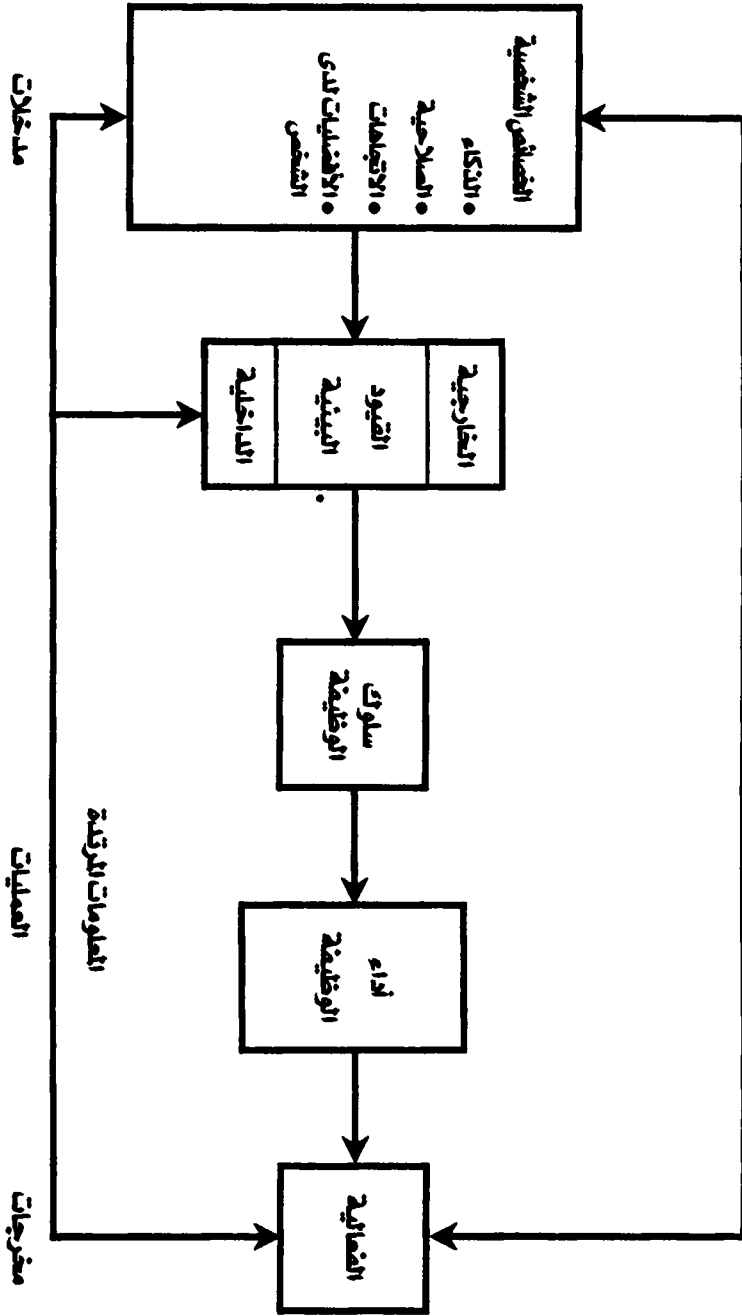 الخصائص الشخصية
• الذكاء
• الصلاحية
• الاتجاهات
• الأفضليات لدى
الشخص
الخارجية
القيود
البيئية
الداخلية
سلوك
الوظيفة
أداء
الوظيفة
الفعالية
المعلومات المرتدة
مدخلات
العمليات
مخرجات